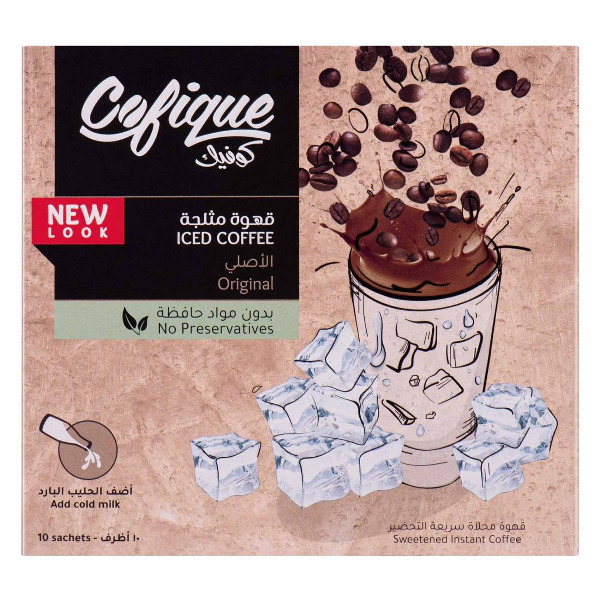 Cofique
كوفيك
NEW
LOOK
قهوة مثلجة
ICED COFFEE
الأصلي
Original
بدون مواد حافظة
No Preservatives
أضف الحليب البارد
Add cold milk
10 sachets - ١٠ أظرف
قهوة محلاة سريعة التحضير
Sweetened Instant Coffee